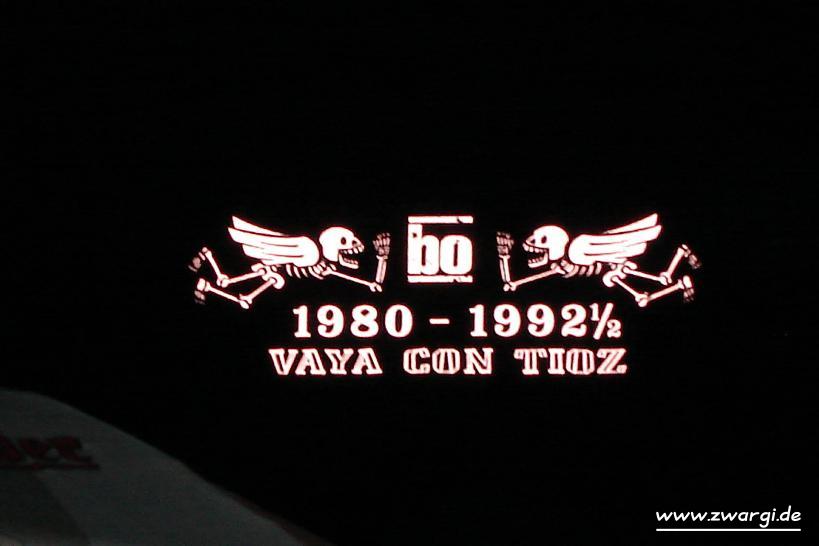 bo
1980 - 1992½
VAYA CON TIOZ
www.zwargi.de